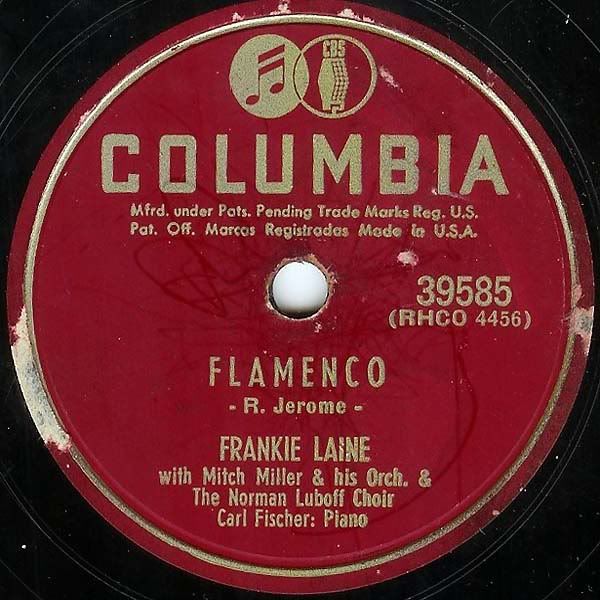 CBS
COLUMBIA
Mfrd. under Pats. Pending Trade Marks Reg. U.S.
Pat. Off. Marcas Registradas Made in U.S.A.
39585
(RHCO 4456)
FLAMENCO
- R. Jerome -
FRANKIE LAINE
with Mitch Miller & his Orch. &
The Norman Luboff Choir
Carl Fischer: Piano